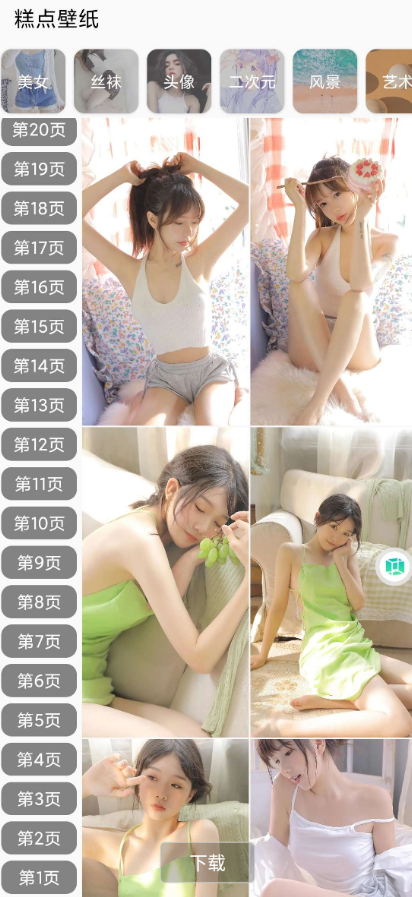 糕点壁纸
美女
丝袜
头像
二次元
风景
艺术
第20页
第19页
第18页
第17页
第16页
第15页
第14页
第13页
第12页
第11页
第10页
第9页
第8页
第7页
第6页
第5页
第4页
第3页
第2页
第1页
下载